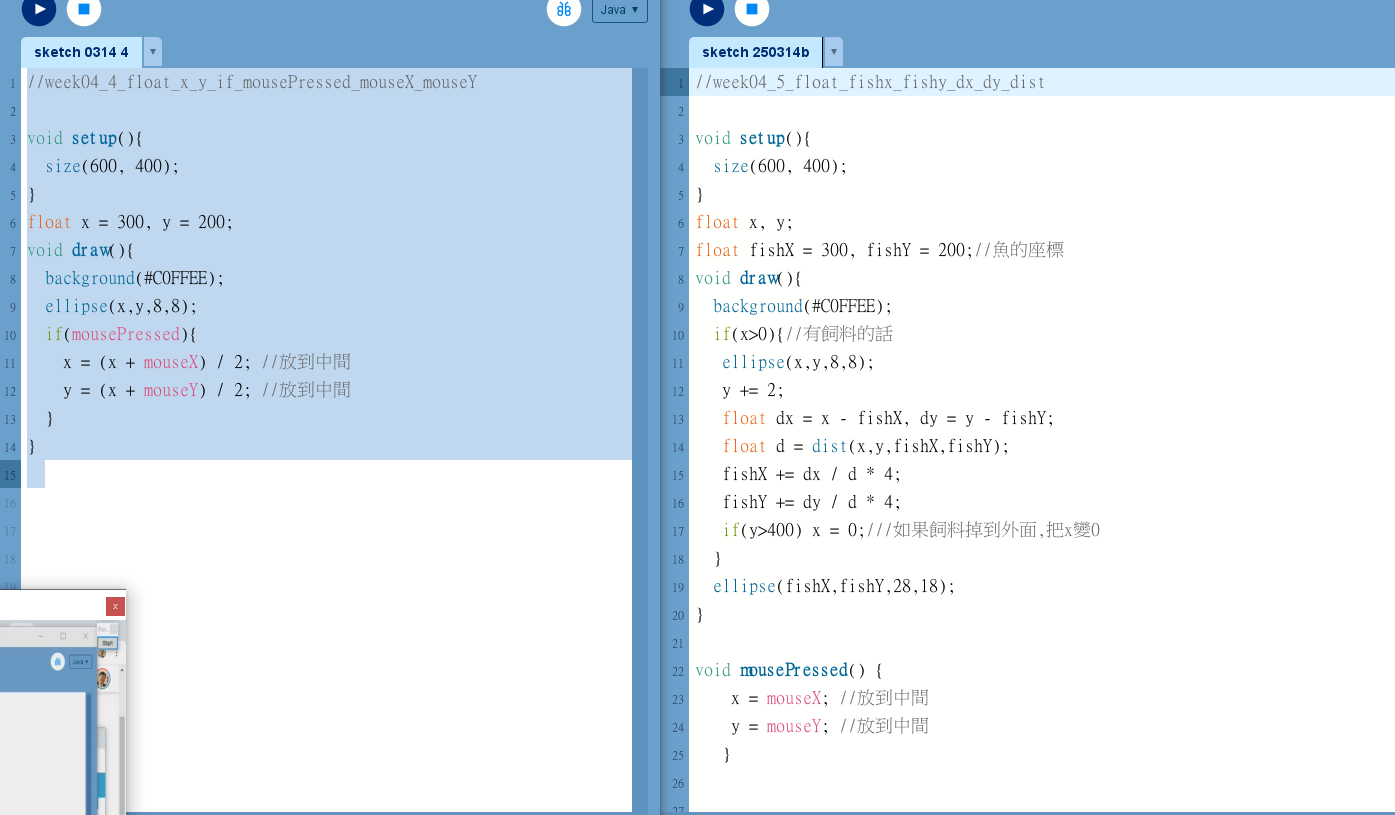 Java ▼
sketch 0314 4 ▼
1 //week04_4_float_x_y_if_mousePressed_mouseX_mouseY
2
3 void setup(){
4 size(600, 400);
5 }
6 float x = 300, y = 200;
7 void draw(){
8 background(#C0FFEE);
9 ellipse(x,y,8,8);
10 if(mousePressed){
11 x = (x + mouseX) / 2; //放到中間
12 y = (x + mouseY) / 2; //放到中間
13 }
14 }
15
16
17
18
19
x
Java ▼
Start
sketch 250314b ▼
1 //week04_5_float_fishx_fishy_dx_dy_dist
2
3 void setup(){
4 size(600, 400);
5 }
6 float x, y;
7 float fishX = 300, fishY = 200;//魚的座標
8 void draw(){
9 background(#C0FFEE);
10 if(x>0){//有飼料的話
11 ellipse(x,y,8,8);
12 y += 2;
13 float dx = x - fishX, dy = y - fishY;
14 float d = dist(x,y,fishX,fishY);
15 fishX += dx / d * 4;
16 fishY += dy / d * 4;
17 if(y>400) x = 0;///如果飼料掉到外面,把x變0
18 }
19 ellipse(fishX,fishY,28,18);
20 }
21
22 void mousePressed() {
23 x = mouseX; //放到中間
24 y = mouseY; //放到中間
25 }
26
27